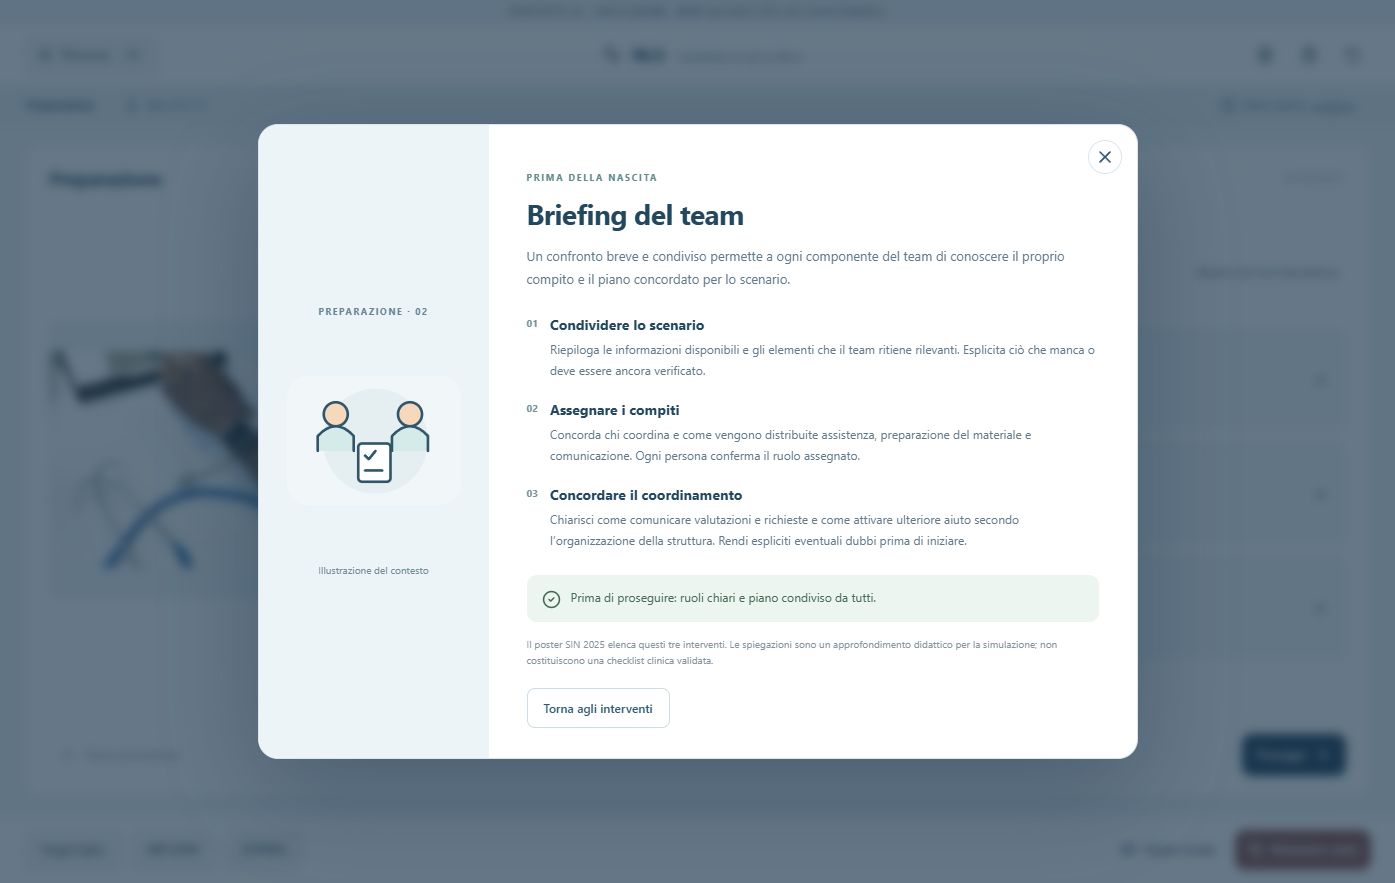 PREPARAZIONE · 02
Illustrazione del contesto
PRIMA DELLA NASCITA
Briefing del team
Un confronto breve e condiviso permette a ogni componente del team di conoscere il proprio
compito e il piano concordato per lo scenario.
01 Condividere lo scenario
Riepiloga le informazioni disponibili e gli elementi che il team ritiene rilevanti. Esplicita ciò che manca o
deve essere ancora verificato.
02 Assegnare i compiti
Concorda chi coordina e come vengono distribuite assistenza, preparazione del materiale e
comunicazione. Ogni persona conferma il ruolo assegnato.
03 Concordare il coordinamento
Chiarisci come comunicare valutazioni e richieste e come attivare ulteriore aiuto secondo
l'organizzazione della struttura. Rendi espliciti eventuali dubbi prima di iniziare.
Prima di proseguire: ruoli chiari e piano condiviso da tutti.
Il poster SIN 2025 elenca questi tre interventi. Le spiegazioni sono un approfondimento didattico per la simulazione; non
costituiscono una checklist clinica validata.
Torna agli interventi